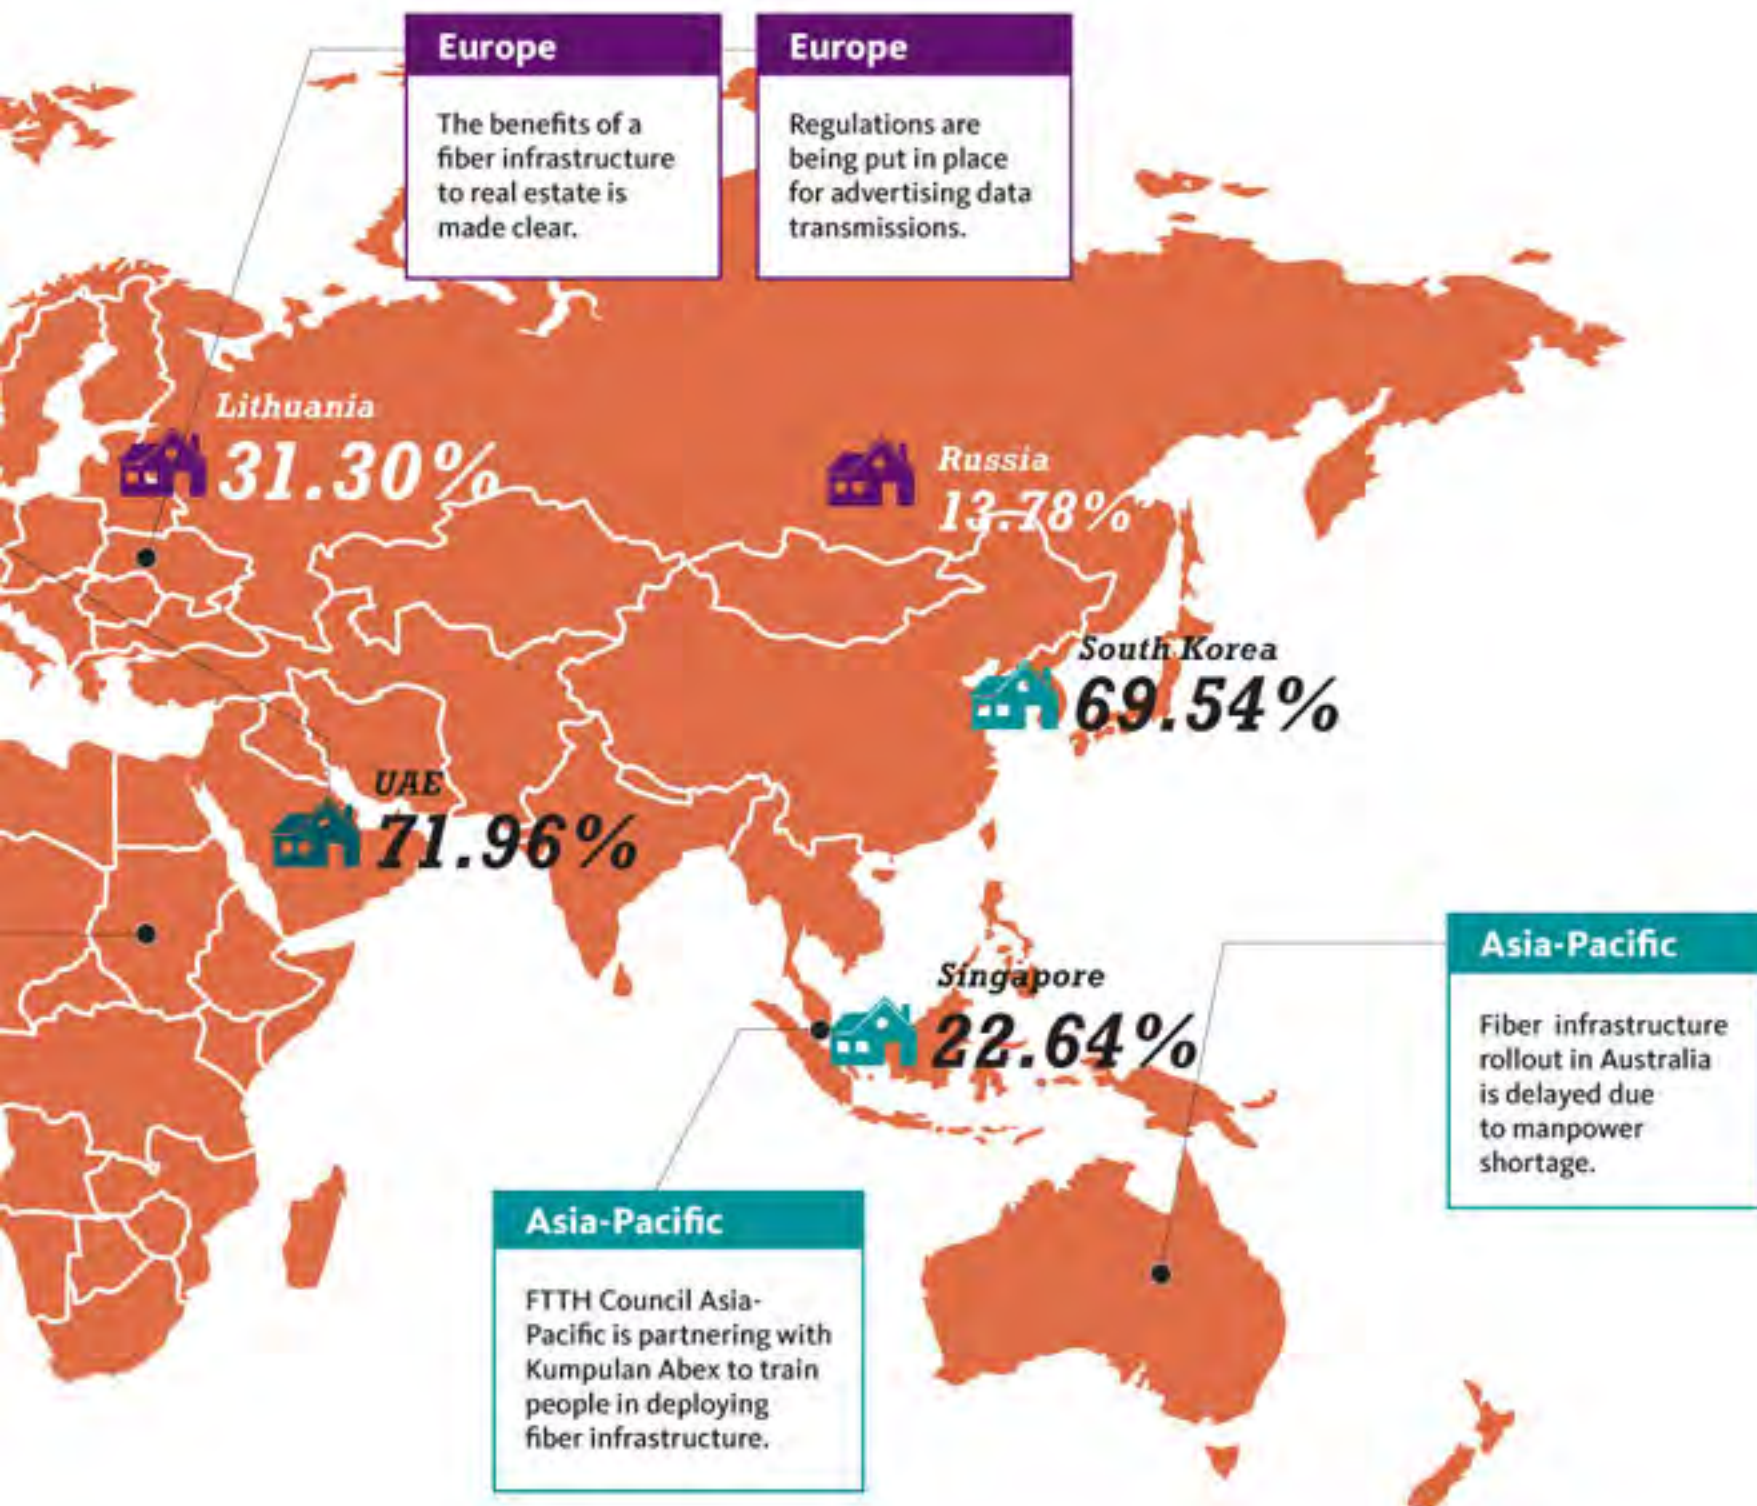 Europe
The benefits of a
fiber infrastructure
to real estate is
made clear.
Europe
Regulations are
being put in place
for advertising data
transmissions.
Lithuania
31.30%
Russia
13.78%
South Korea
69.54%
UAE
71.96%
Singapore
22.64%
Asia-Pacific
Fiber infrastructure
rollout in Australia
is delayed due
to manpower
shortage.
Asia-Pacific
FTTH Council Asia-
Pacific is partnering with
Kumpulan Abex to train
people in deploying
fiber infrastructure.